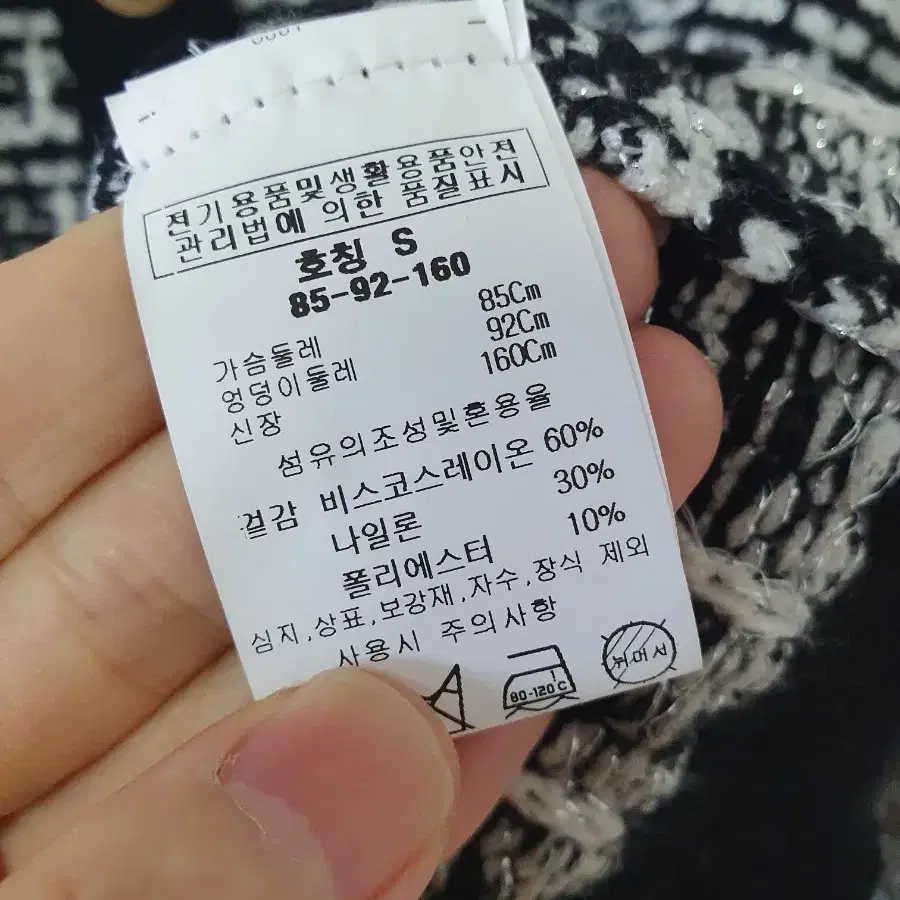 전기용품및생활용품안전
관리법에 의한 품질표시
호칭 S
85-92-160
가슴둘레 85Cm
엉덩이둘레 92Cm
신장 160Cm
섬유의조성및혼용율
겉감 비스코스레이온 60%
나일론 30%
폴리에스터 10%
심지,상표,보강재,자수,장식 제외
사용시 주의사항
80-120℃
뉘어서